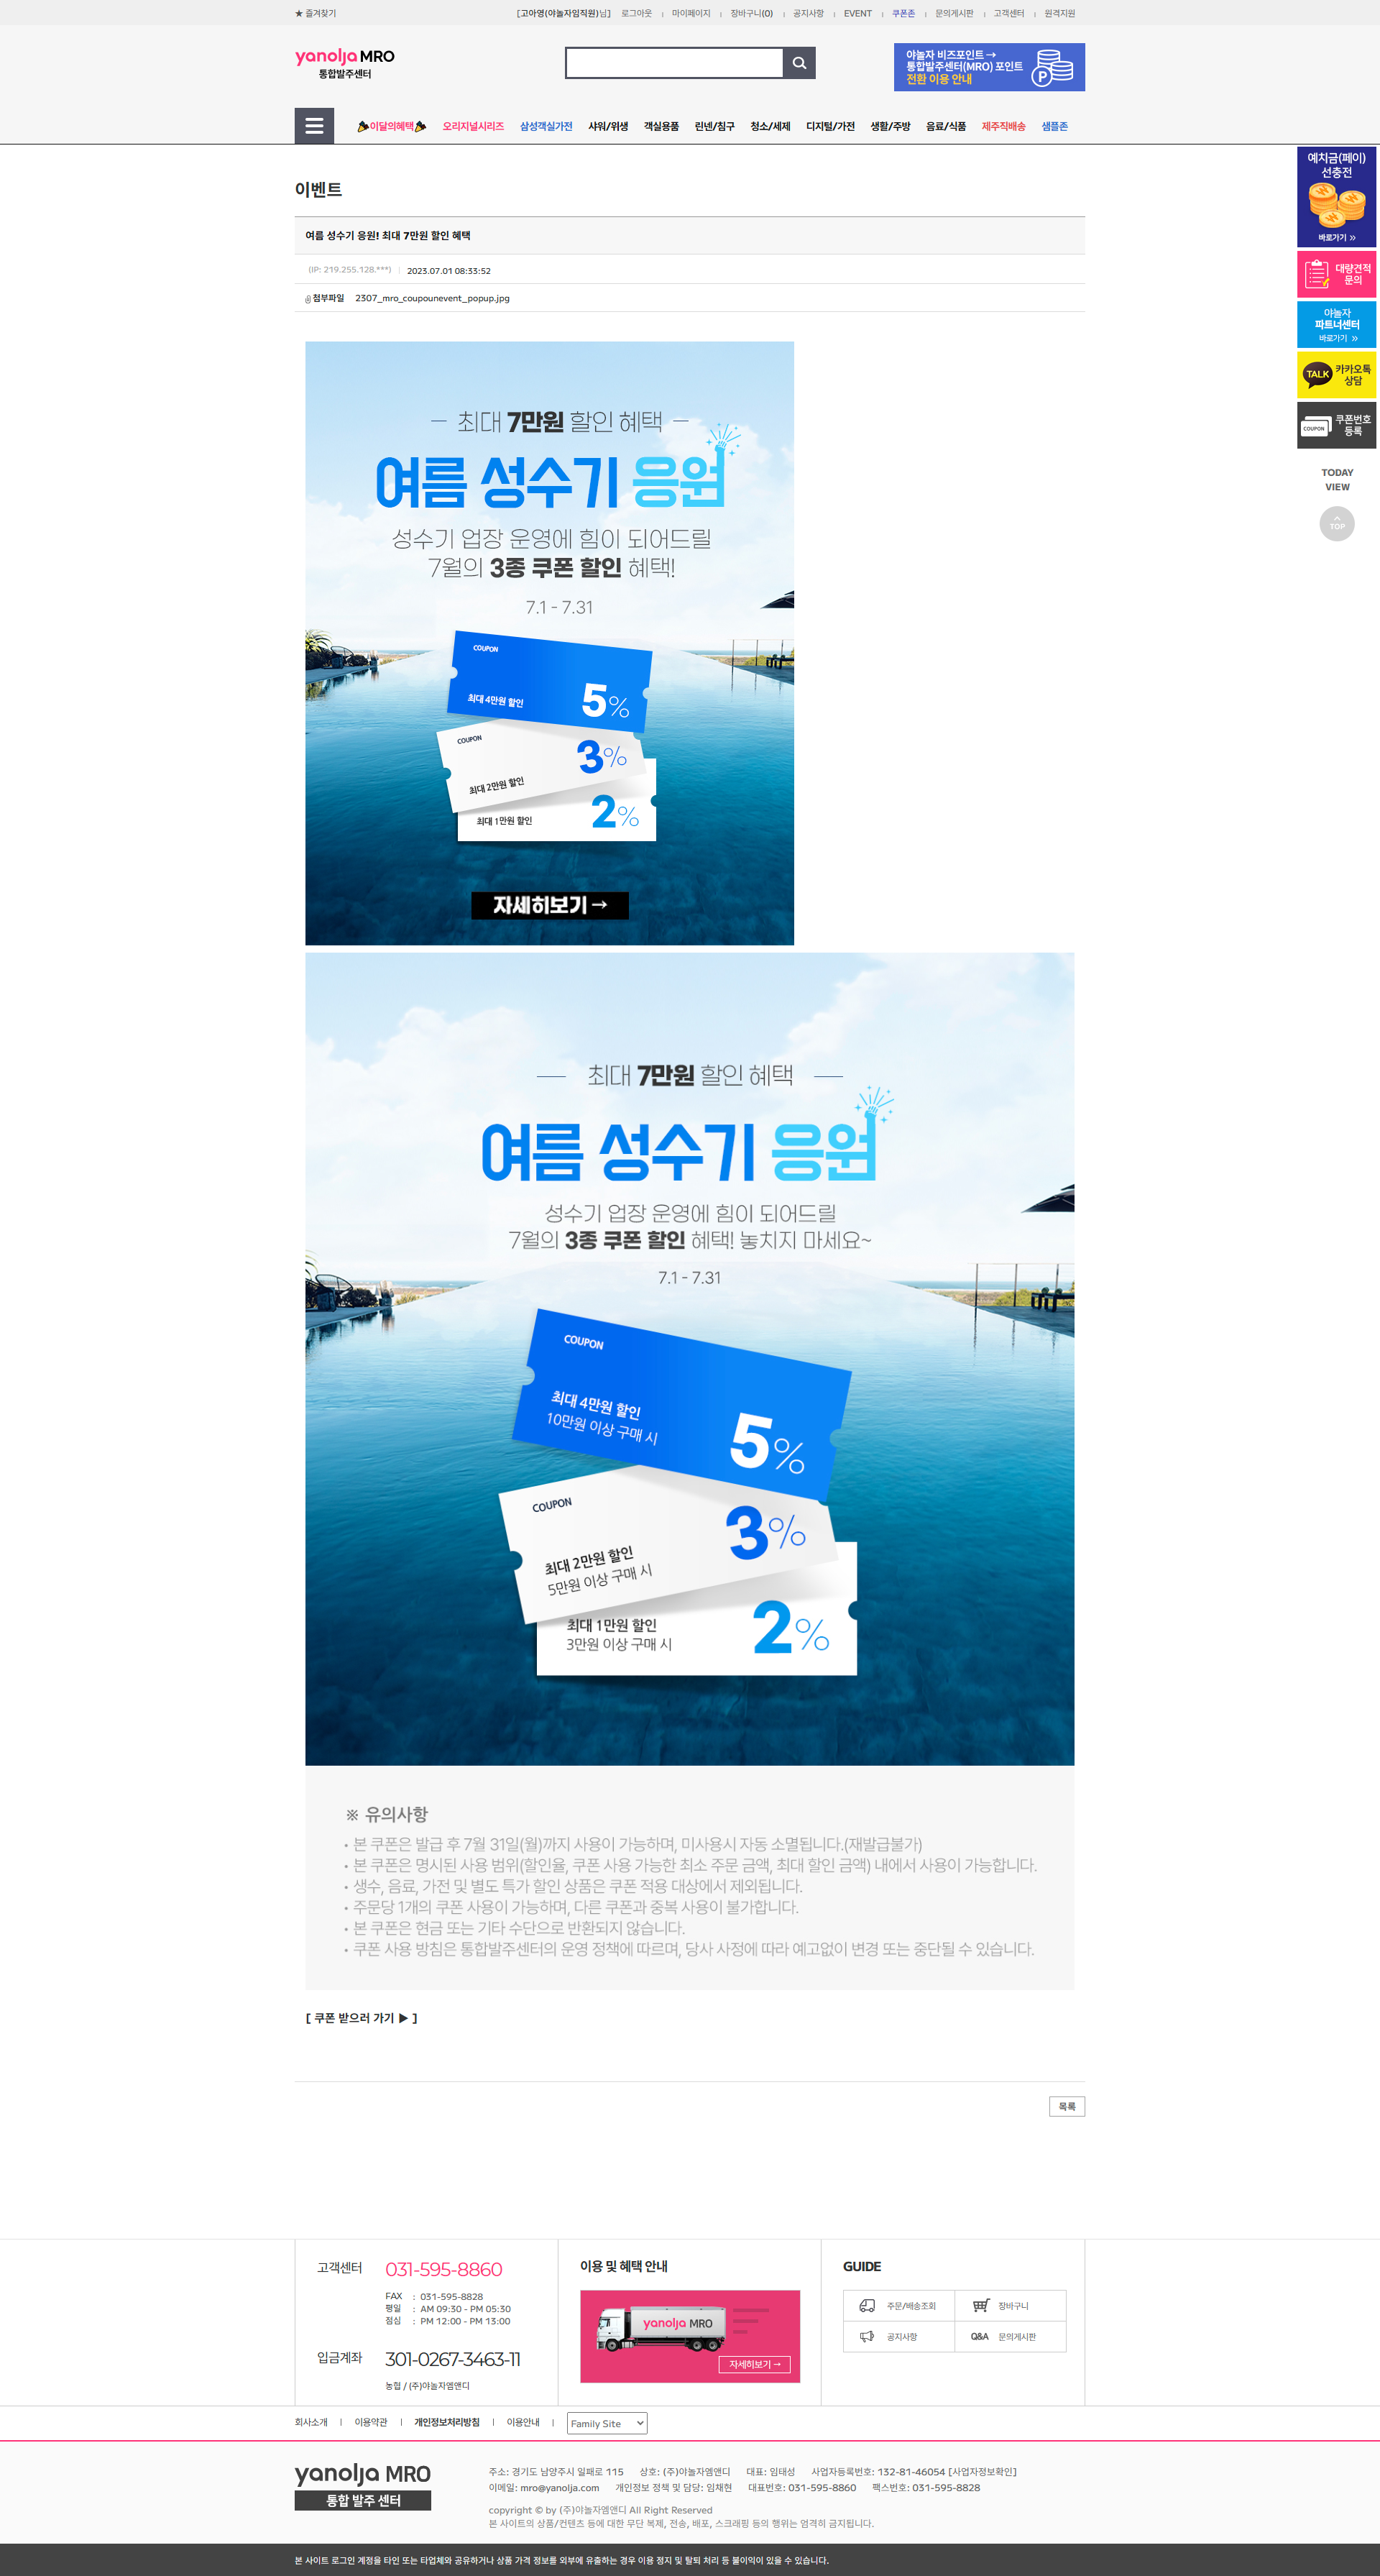 ★ 즐겨찾기
[고아영(야놀자임직원)님] 로그아웃 마이페이지 장바구니(0) 공지사항 EVENT 쿠폰존 문의게시판 고객센터 원격지원
yanolja MRO
통합발주센터
야놀자 비즈포인트 →
통합발주센터(MRO) 포인트
전환 이용 안내
P
이달의혜택 오리지널시리즈 삼성객실가전 샤워/위생 객실용품 린넨/침구 청소/세제 디지털/가전 생활/주방 음료/식품 제주직배송 샘플존
예치금(페이)
선충전
바로가기 »
대량견적
문의
야놀자
파트너센터
바로가기 »
TALK 카카오톡
상담
COUPON 쿠폰번호
등록
TODAY
VIEW
TOP
이벤트
여름 성수기 응원! 최대 7만원 할인 혜택
(IP: 219.255.128.***) 2023.07.01 08:33:52
첨부파일 2307_mro_coupounevent_popup.jpg
최대 7만원 할인 혜택
여름 성수기 응원
성수기 업장 운영에 힘이 되어드릴
7월의 3종 쿠폰 할인 혜택!
7.1 - 7.31
COUPON
최대 4만원 할인 5%
COUPON
최대 2만원 할인 3%
최대 1만원 할인 2%
자세히보기 →
최대 7만원 할인 혜택
여름 성수기 응원
성수기 업장 운영에 힘이 되어드릴
7월의 3종 쿠폰 할인 혜택! 놓치지 마세요~
7.1 - 7.31
COUPON
최대 4만원 할인
10만원 이상 구매 시
5%
COUPON
최대 2만원 할인
5만원 이상 구매 시
3%
최대 1만원 할인
3만원 이상 구매 시
2%
※ 유의사항
• 본 쿠폰은 발급 후 7월 31일(월)까지 사용이 가능하며, 미사용시 자동 소멸됩니다.(재발급불가)
• 본 쿠폰은 명시된 사용 범위(할인율, 쿠폰 사용 가능한 최소 주문 금액, 최대 할인 금액) 내에서 사용이 가능합니다.
• 생수, 음료, 가전 및 별도 특가 할인 상품은 쿠폰 적용 대상에서 제외됩니다.
• 주문당 1개의 쿠폰 사용이 가능하며, 다른 쿠폰과 중복 사용이 불가합니다.
• 본 쿠폰은 현금 또는 기타 수단으로 반환되지 않습니다.
• 쿠폰 사용 방침은 통합발주센터의 운영 정책에 따르며, 당사 사정에 따라 예고없이 변경 또는 중단될 수 있습니다.
[ 쿠폰 받으러 가기 ▶ ]
목록
고객센터 031-595-8860
FAX : 031-595-8828
평일 : AM 09:30 - PM 05:30
점심 : PM 12:00 - PM 13:00
입금계좌 301-0267-3463-11
농협 / (주)야놀자엠앤디
이용 및 혜택 안내
yanolja MRO
자세히보기 →
GUIDE
주문/배송조회 장바구니
공지사항 Q&A 문의게시판
회사소개 이용약관 개인정보처리방침 이용안내 Family Site
yanolja MRO
통합 발주 센터
주소: 경기도 남양주시 일패로 115 상호: (주)야놀자엠앤디 대표: 임태성 사업자등록번호: 132-81-46054 [사업자정보확인]
이메일: mro@yanolja.com 개인정보 정책 및 담당: 임채현 대표번호: 031-595-8860 팩스번호: 031-595-8828
copyright © by (주)야놀자엠앤디 All Right Reserved
본 사이트의 상품/컨텐츠 등에 대한 무단 복제, 전송, 배포, 스크래핑 등의 행위는 엄격히 금지됩니다.
본 사이트 로그인 계정을 타인 또는 타업체와 공유하거나 상품 가격 정보를 외부에 유출하는 경우 이용 정지 및 탈퇴 처리 등 불이익이 있을 수 있습니다.